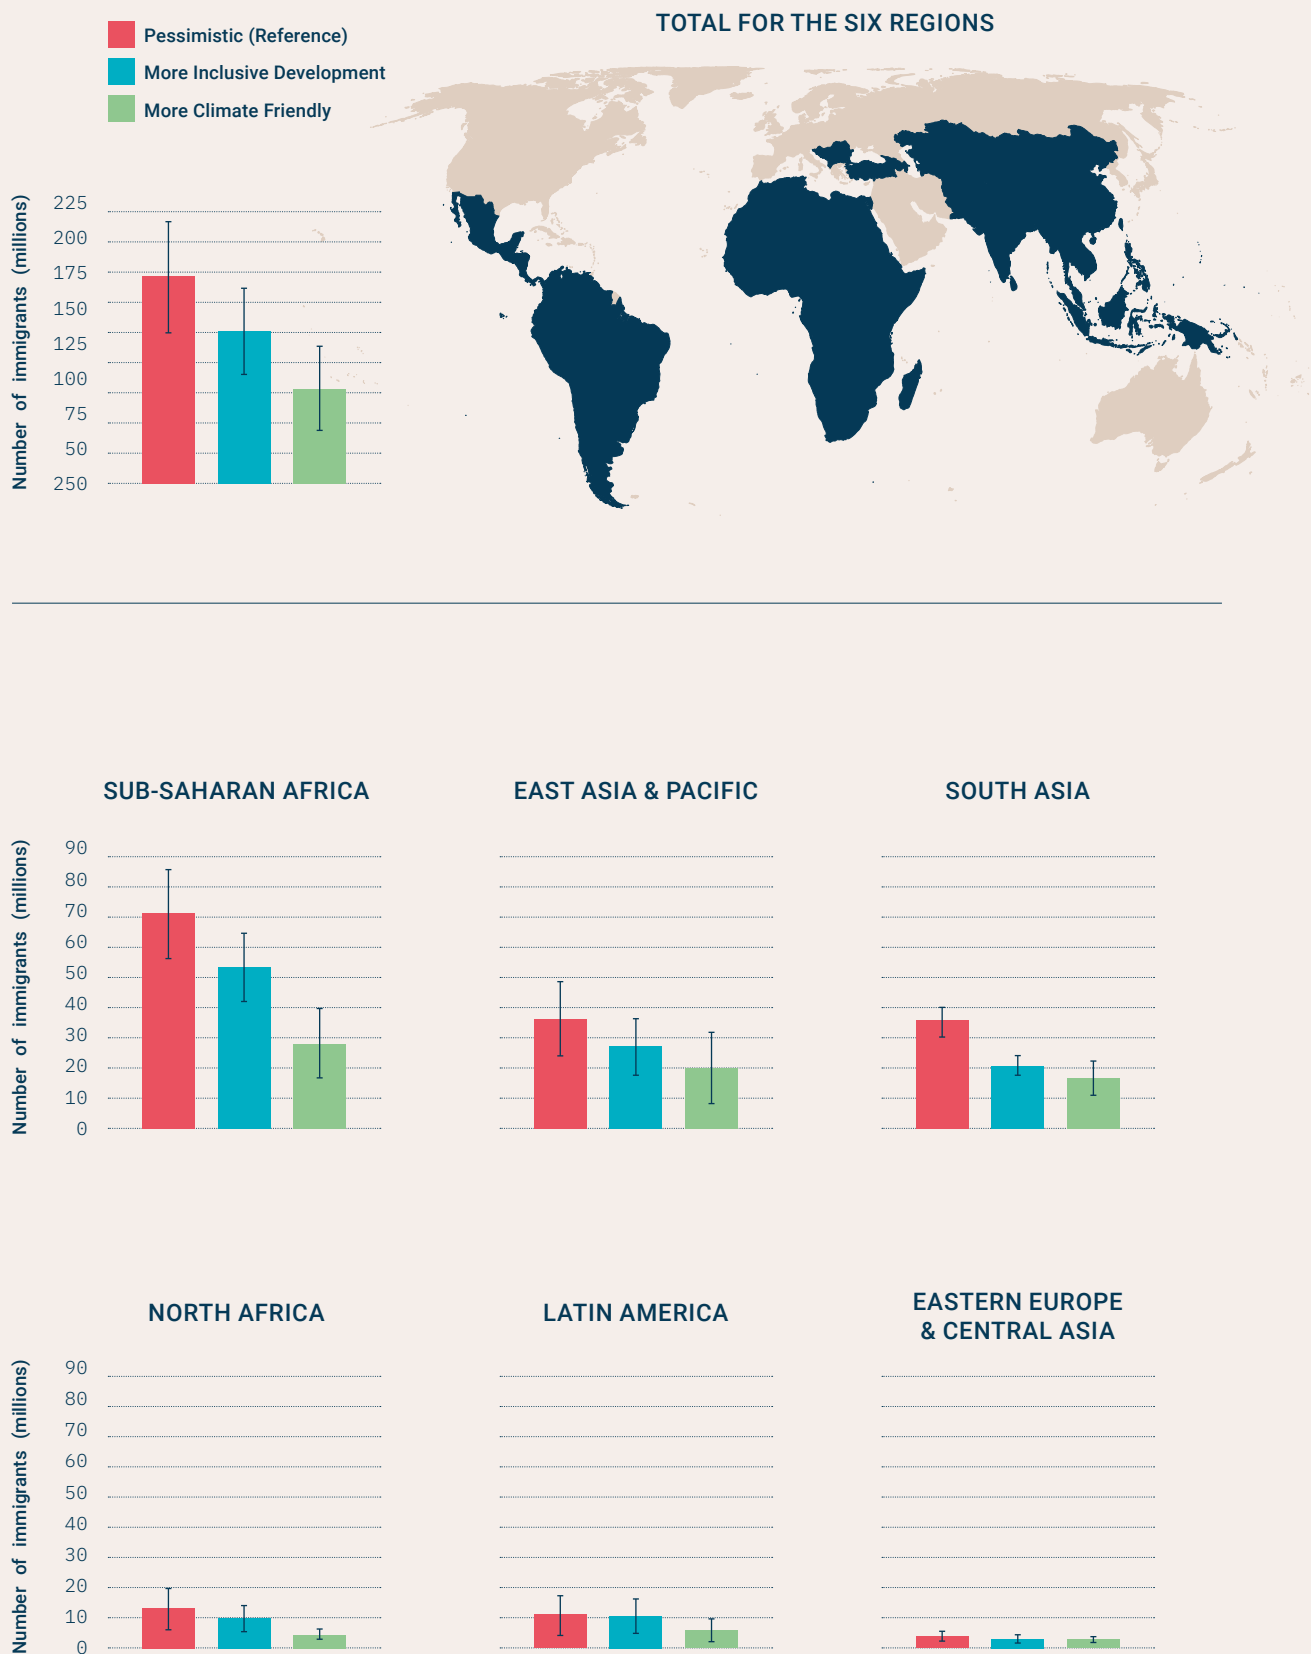 TOTAL FOR THE SIX REGIONS
Pessimistic (Reference)
More Inclusive Development
More Climate Friendly
Number of immigrants (millions)
225
200
175
150
125
100
75
50
250
SUB-SAHARAN AFRICA
EAST ASIA & PACIFIC
SOUTH ASIA
Number of immigrants (millions)
90
80
70
60
50
40
30
20
10
0
NORTH AFRICA
LATIN AMERICA
EASTERN EUROPE
& CENTRAL ASIA
Number of immigrants (millions)
90
80
70
60
50
40
30
20
10
0